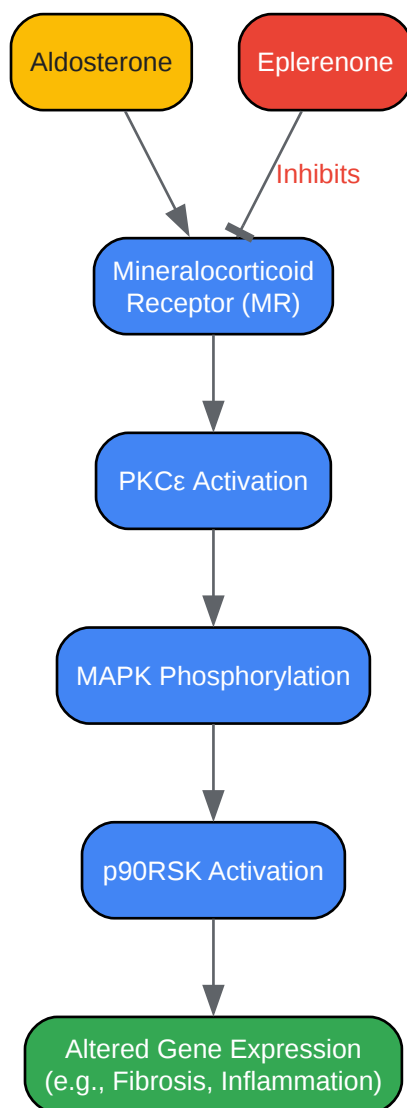 Aldosterone
Eplerenone
Inhibits
Mineralocorticoid
Receptor (MR)
PKCε Activation
MAPK Phosphorylation
p90RSK Activation
Altered Gene Expression
(e.g., Fibrosis, Inflammation)